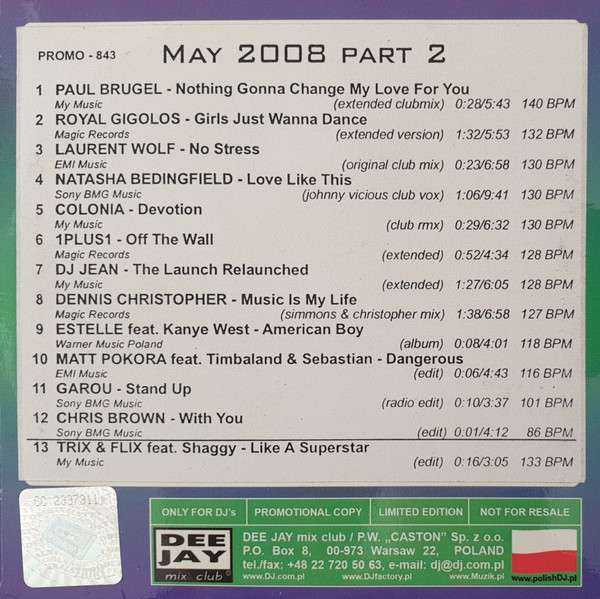 PROMO - 843 MAY 2008 PART 2
1 PAUL BRUGEL - Nothing Gonna Change My Love For You
My Music (extended clubmix) 0:28/5:43 140 BPM
2 ROYAL GIGOLOS - Girls Just Wanna Dance
Magic Records (extended version) 1:32/5:53 132 BPM
3 LAURENT WOLF - No Stress
EMI Music (original club mix) 0:23/6:58 130 BPM
4 NATASHA BEDINGFIELD - Love Like This
Sony BMG Music (johnny vicious club vox) 1:06/9:41 130 BPM
5 COLONIA - Devotion
My Music (club rmx) 0:29/6:32 130 BPM
6 1PLUS1 - Off The Wall
Magic Records (extended) 0:52/4:34 128 BPM
7 DJ JEAN - The Launch Relaunched
My Music (extended) 1:27/6:05 128 BPM
8 DENNIS CHRISTOPHER - Music Is My Life
Magic Records (simmons & christopher mix) 1:38/6:58 127 BPM
9 ESTELLE feat. Kanye West - American Boy
Warner Music Poland (album) 0:08/4:01 118 BPM
10 MATT POKORA feat. Timbaland & Sebastian - Dangerous
EMI Music (edit) 0:06/4:43 116 BPM
11 GAROU - Stand Up
Sony BMG Music (radio edit) 0:10/3:37 101 BPM
12 CHRIS BROWN - With You
Sony BMG Music (edit) 0:01/4:12 86 BPM
13 TRIX & FLIX feat. Shaggy - Like A Superstar
My Music (edit) 0:16/3:05 133 BPM
ONLY FOR DJ's PROMOTIONAL COPY LIMITED EDITION NOT FOR RESALE
DEE JAY mix club
DEE JAY mix club / P.W. „CASTON" Sp. z o.o.
P.O. Box 8, 00-973 Warsaw 22, POLAND
tel./fax: +48 22 720 50 63, e-mail: dj@dj.com.pl
www.DJ.com.pl www.DJfactory.pl www.Muzik.pl www.polishDJ.pl